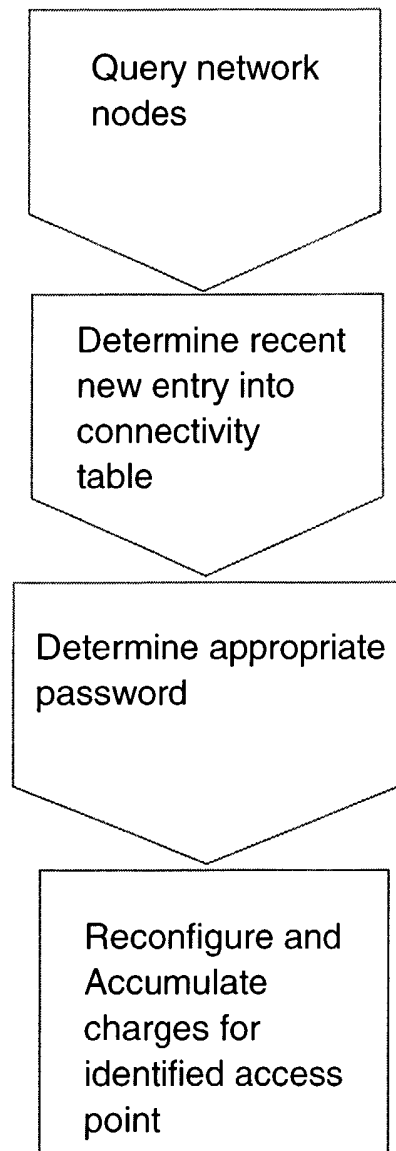 Query network
nodes
Determine recent
new entry into
connectivity
table
Determine appropriate
password
Reconfigure and
Accumulate
charges for
identified access
point